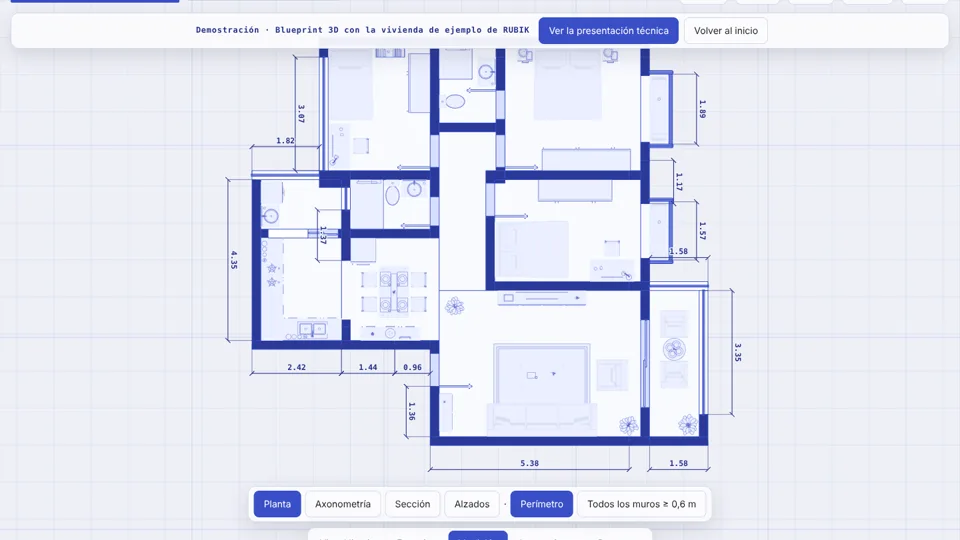 Demostración · Blueprint 3D con la vivienda de ejemplo de RUBIK
Ver la presentación técnica
Volver al inicio
3.07
1.82
1.89
1.17
1.57
1.58
1.37
4.35
2.42
1.44
0.96
1.36
3.35
5.38
1.58
Planta
Axonometría
Sección
Alzados
·
Perímetro
Todos los muros ≥ 0,6 m